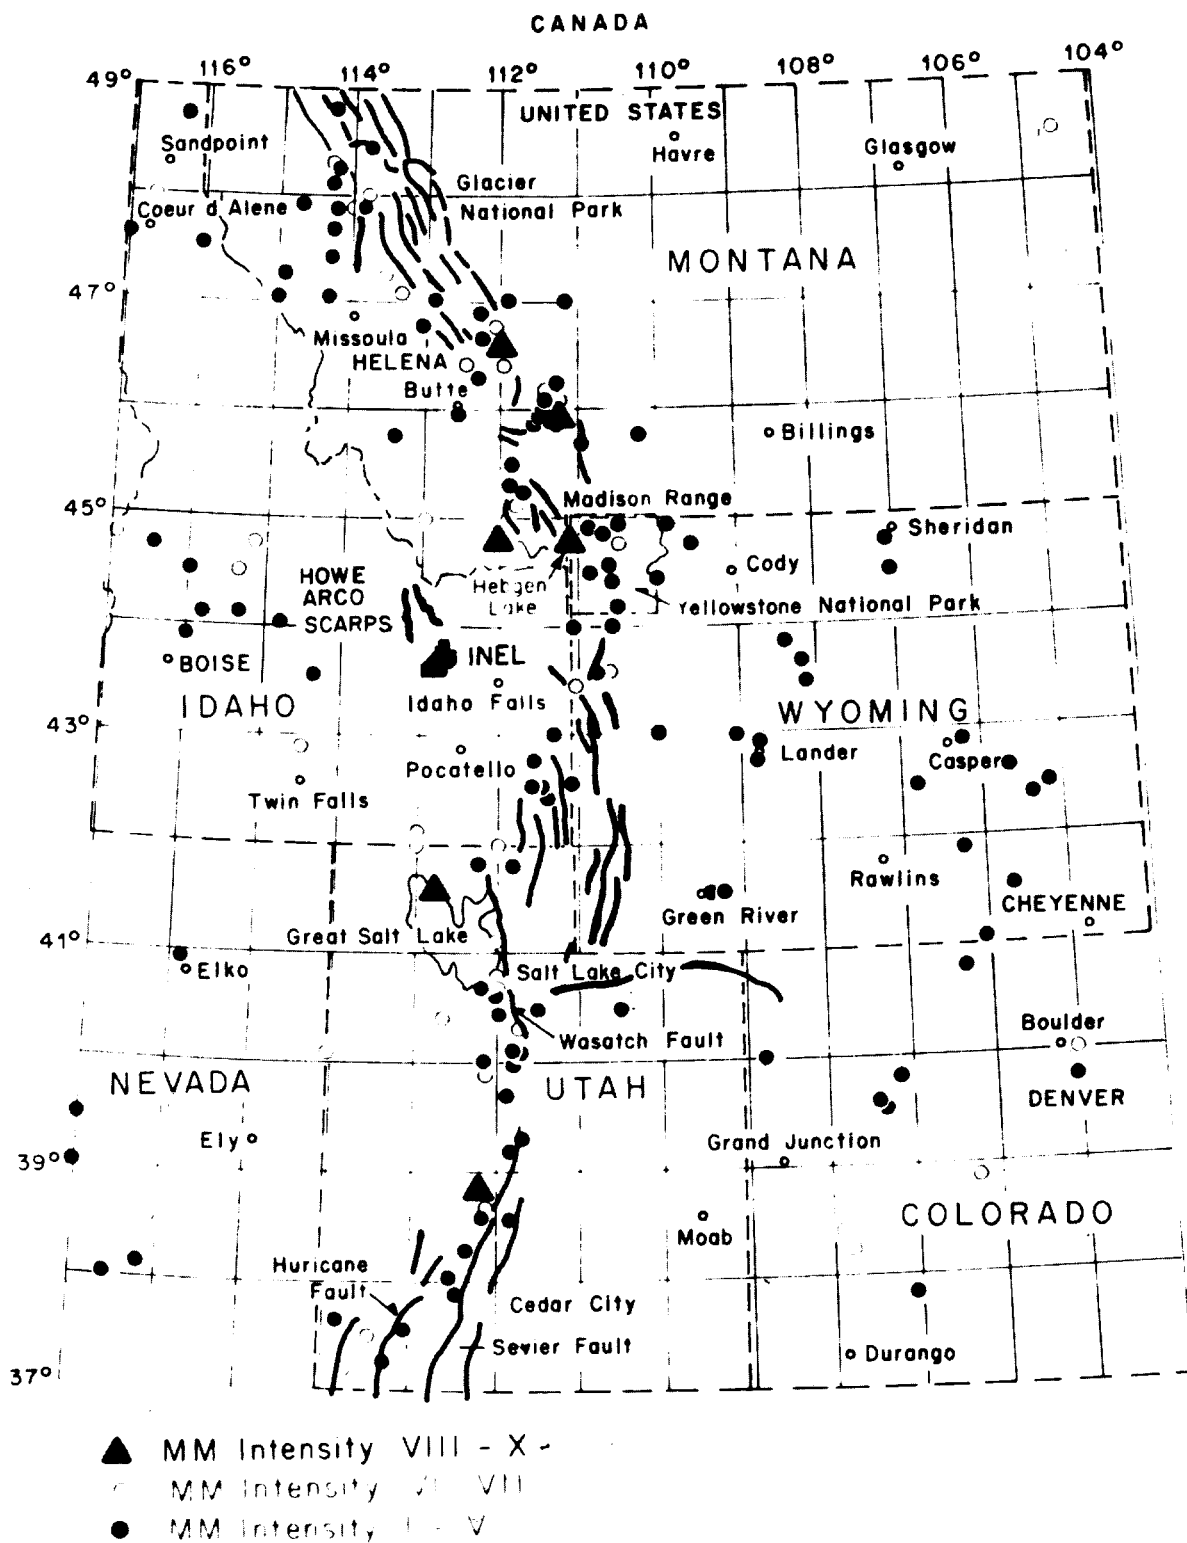 CANADA
116° 114° 112° 110° 108° 106° 104°
49°
UNITED STATES
Sandpoint
Havre
Glasgow
Glacier
National Park
Coeur d Alene
MONTANA
47°
Missoula
HELENA
Butte
Billings
45°
Madison Range
Sheridan
Cody
HOWE
ARCO
SCARPS
Hebgen
Lake
Yellowstone National Park
BOISE
INEL
IDAHO
Idaho Falls
WYOMING
43°
Lander
Casper
Pocatello
Twin Falls
Rawlins
CHEYENNE
Green River
Great Salt Lake
41°
Elko
Salt Lake City
Boulder
Wasatch Fault
NEVADA
UTAH
DENVER
Ely
Grand Junction
39°
COLORADO
Moab
Huricane
Fault
Cedar City
Sevier Fault
Durango
37°
MM Intensity VIII - X -
MM Intensity VI VII
MM Intensity I - V